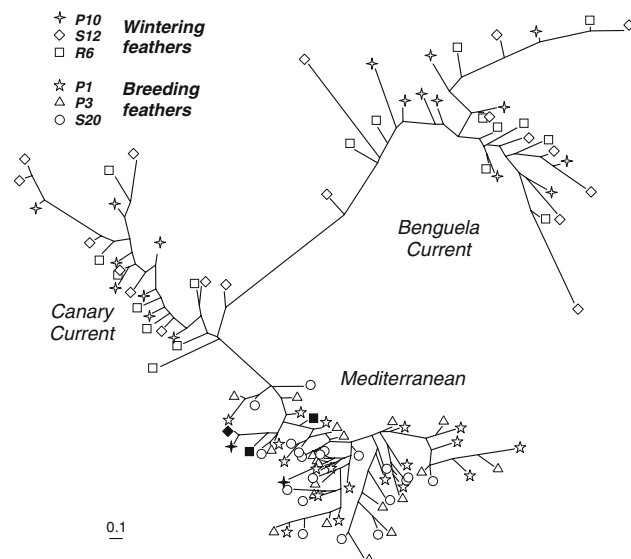 P10
S12
R6
Wintering
feathers
P1
P3
S20
Breeding
feathers
Benguela
Current
Canary
Current
Mediterranean
0.1